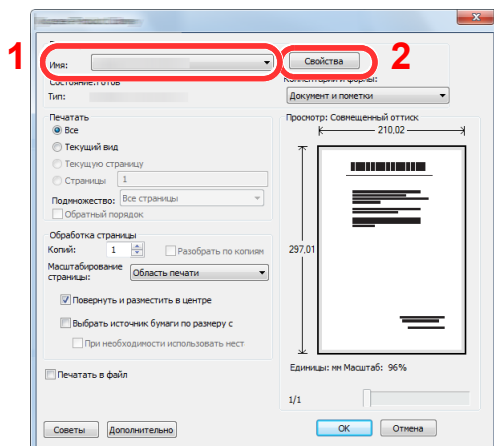 1
2
Имя:
Свойства
Состояние: Готов
Комментарии и формы:
Тип:
Документ и пометки
Печатать
Все
Текущий вид
Текущую страницу
Страницы 1
Подмножество: Все страницы
Обратный порядок
Просмотр: Совмещенный оттиск
210,02
297,01
Обработка страницы
Копий: 1
Разобрать по копиям
Масштабирование
страницы:
Область печати
Повернуть и разместить в центре
Выбрать источник бумаги по размеру с
При необходимости использовать нест
Единицы: мм Масштаб: 96%
Печатать в файл
1/1
Советы
Дополнительно
OK
Отмена